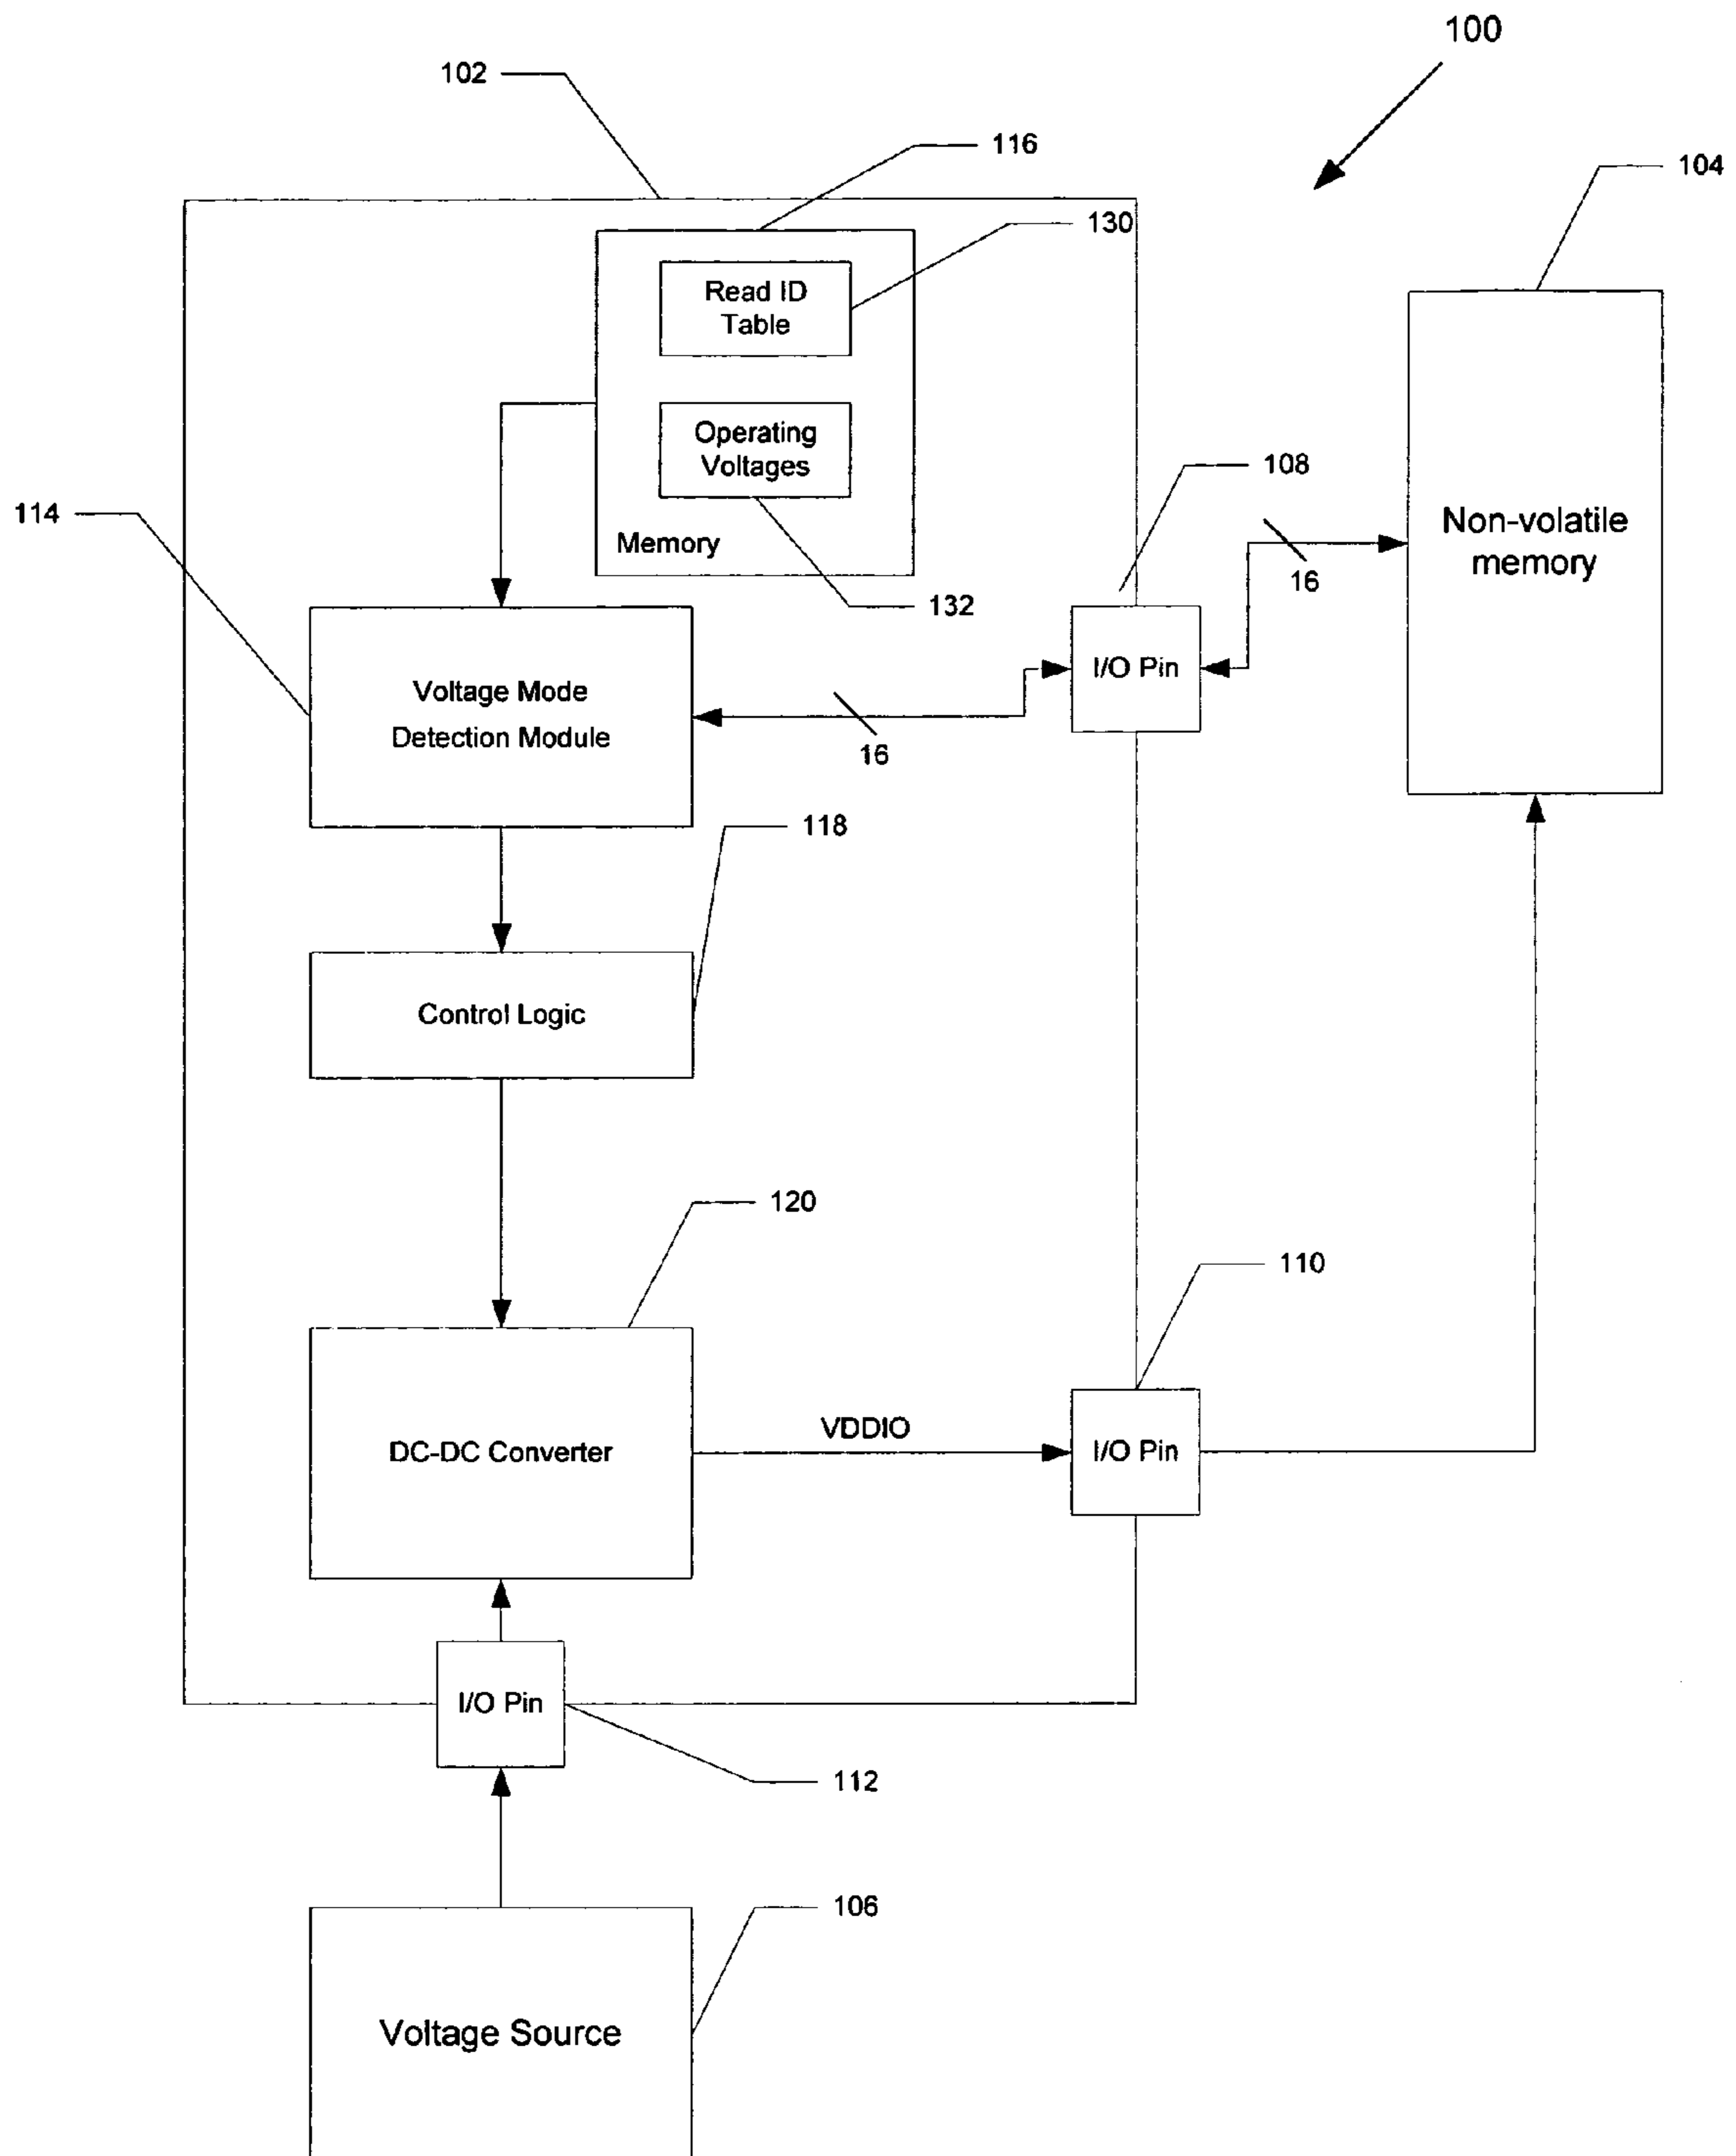 100
102
116
104
130
Read ID
Table
Operating
Voltages
108
114
Non-volatile
memory
Memory
16
132
I/O Pin
Voltage Mode
Detection Module
16
118
Control Logic
120
110
VDDIO
DC-DC Converter
I/O Pin
I/O Pin
112
106
Voltage Source